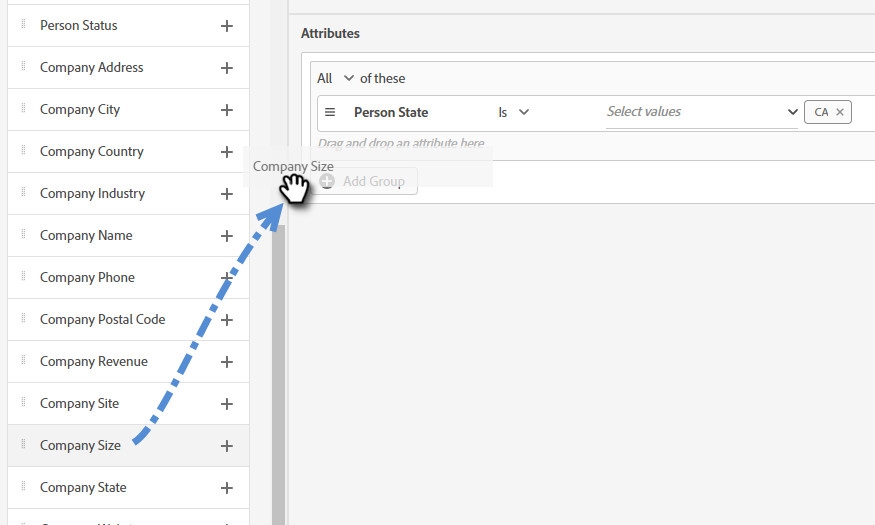 Person Status
Company Address
Company City
Company Country
Company Industry
Company Name
Company Phone
Company Postal Code
Company Revenue
Company Site
Company Size
Company State
Attributes
All of these
Person State Is Select values CA
Drag and drop an attribute here
Company Size
Add Group